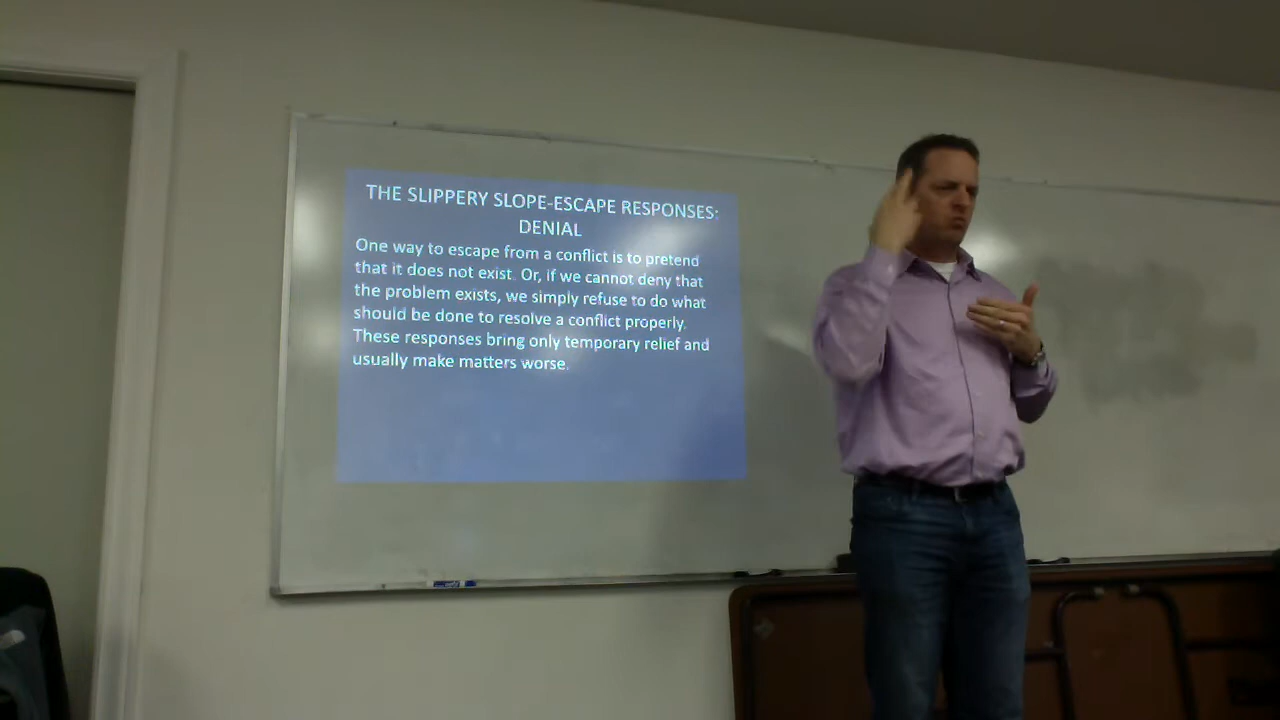 THE SLIPPERY SLOPE-ESCAPE RESPONSES:
DENIAL
One way to escape from a conflict is to pretend
that it does not exist. Or, if we cannot deny that
the problem exists, we simply refuse to do what
should be done to resolve a conflict properly.
These responses bring only temporary relief and
usually make matters worse.